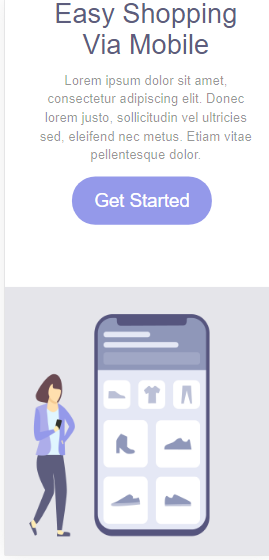 Easy Shopping
Via Mobile
Lorem ipsum dolor sit amet,
consectetur adipiscing elit. Donec
lorem justo, sollicitudin vel ultricies
sed, eleifend nec metus. Etiam vitae
pellentesque dolor.
Get Started